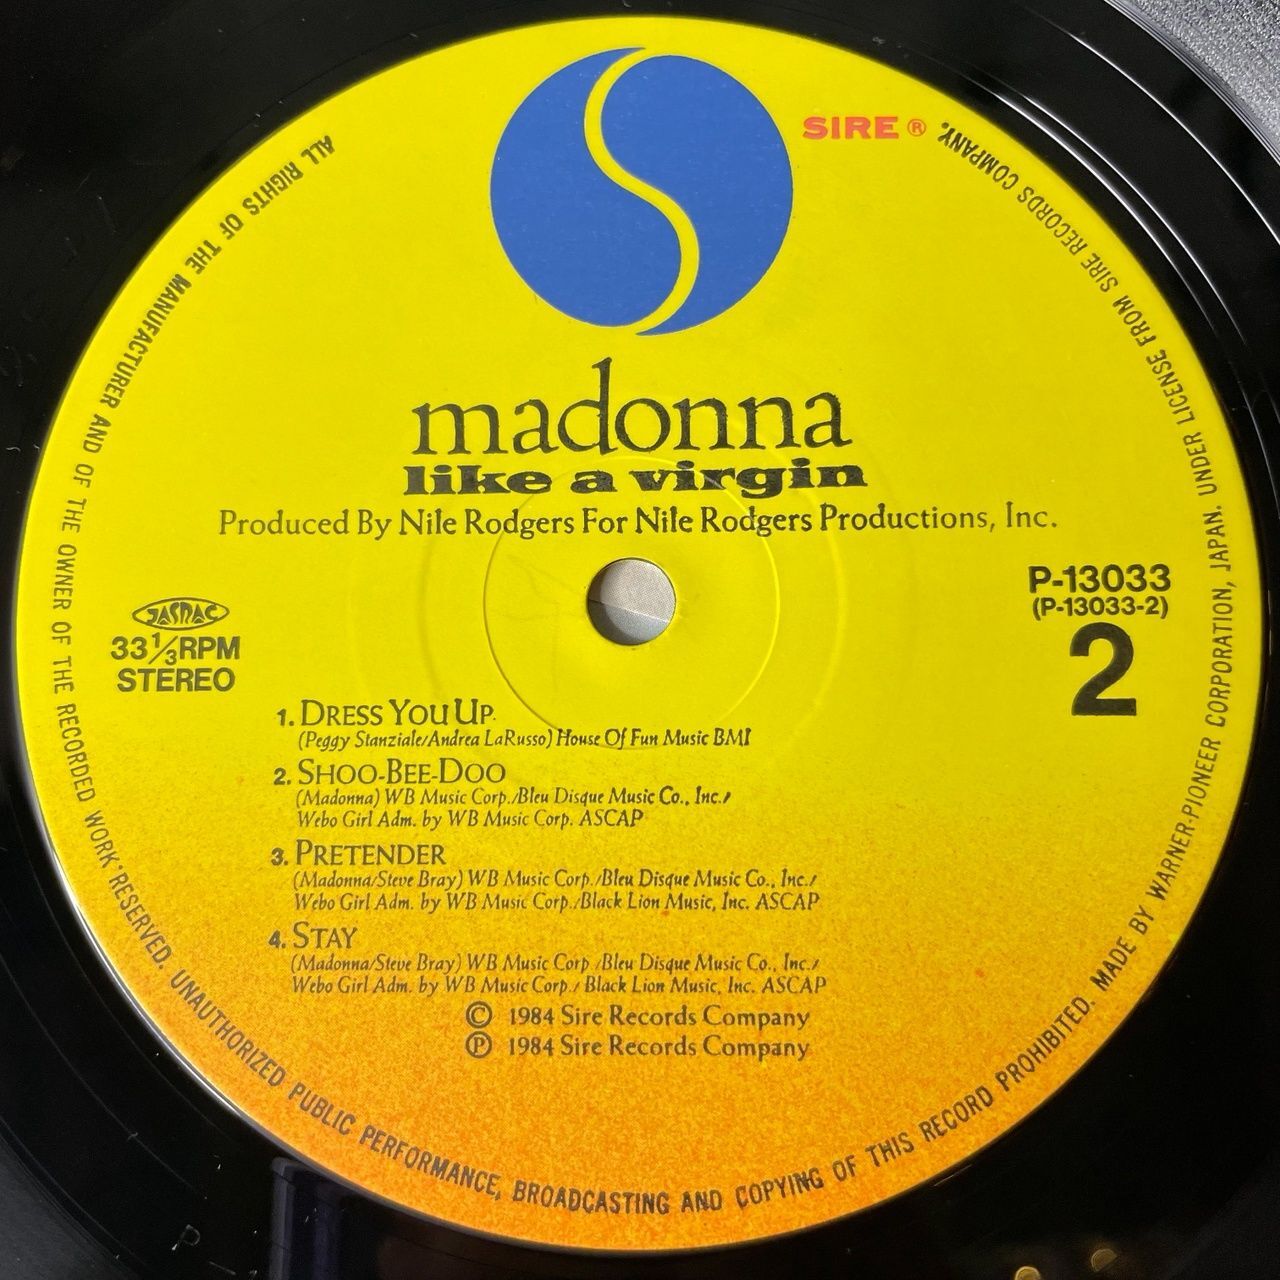 SIRE ®
madonna
like a virgin
Produced By Nile Rodgers For Nile Rodgers Productions, Inc.
P-13033
(P-13033-2)
2
JASRAC
33 1/3 RPM
STEREO
1. DRESS YOU UP
(Peggy Stanziale/Andrea LaRusso) House Of Fun Music BMI
2. SHOO-BEE-DOO
(Madonna) WB Music Corp./Bleu Disque Music Co., Inc./
Webo Girl Adm. by WB Music Corp. ASCAP
3. PRETENDER
(Madonna/Steve Bray) WB Music Corp./Bleu Disque Music Co., Inc./
Webo Girl Adm. by WB Music Corp./Black Lion Music, Inc. ASCAP
4. STAY
(Madonna/Steve Bray) WB Music Corp./Bleu Disque Music Co., Inc./
Webo Girl Adm. by WB Music Corp./ Black Lion Music, Inc. ASCAP
© 1984 Sire Records Company
℗ 1984 Sire Records Company
ALL RIGHTS OF THE MANUFACTURER AND OF THE OWNER OF THE RECORDED WORK RESERVED. UNAUTHORIZED PUBLIC PERFORMANCE, BROADCASTING AND COPYING OF THIS RECORD PROHIBITED. MADE BY WARNER-PIONEER CORPORATION, JAPAN. UNDER LICENSE FROM SIRE RECORDS COMPANY.